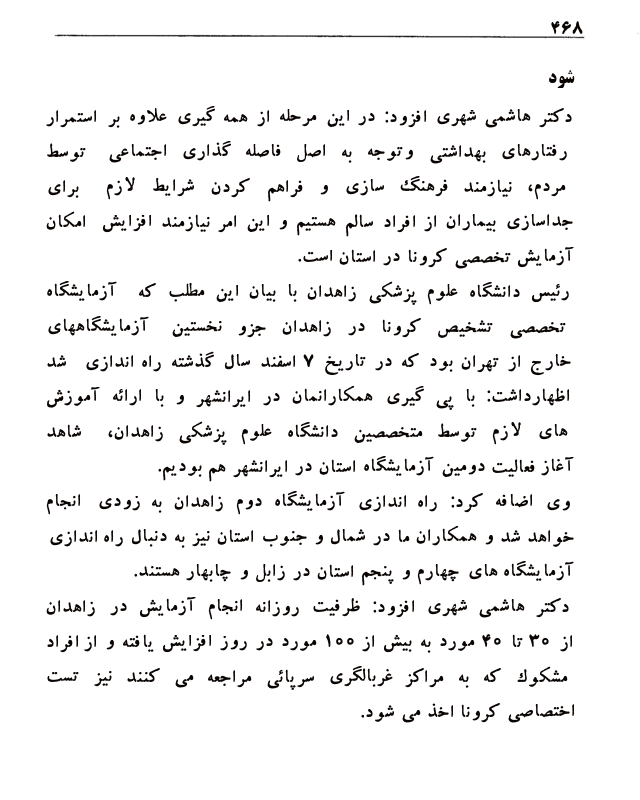 ۴۶۸
شود
دکتر هاشمی شهری افزود: در این مرحله از همه گیری علاوه بر استمرار
رفتارهای بهداشتی وتوجه به اصل فاصله گذاری اجتماعی توسط
مردم، نیازمند فرهنگ سازی و فراهم کردن شرایط لازم برای
جداسازی بیماران از افراد سالم هستیم و این امر نیازمند افزایش امکان
آزمایش تخصصی کرونا در استان است.
رئیس دانشگاه علوم پزشکی زاهدان با بیان این مطلب که آزمایشگاه
تخصصی تشخیص کرونا در زاهدان جزو نخستین آزمایشگاههای
خارج از تهران بود که در تاریخ ۷ اسفند سال گذشته راه اندازی شد
اظهارداشت: با پی گیری همکارانمان در ایرانشهر و با ارائه آموزش
های لازم توسط متخصصین دانشگاه علوم پزشکی زاهدان، شاهد
آغاز فعالیت دومین آزمایشگاه استان در ایرانشهر هم بودیم.
وی اضافه کرد: راه اندازی آزمایشگاه دوم زاهدان به زودی انجام
خواهد شد و همکاران ما در شمال و جنوب استان نیز به دنبال راه اندازی
آزمایشگاه های چهارم و پنجم استان در زابل و چابهار هستند.
دکتر هاشمی شهری افزود: ظرفیت روزانه انجام آزمایش در زاهدان
از ۳۰ تا ۴۰ مورد به بیش از ۱۰۰ مورد در روز افزایش یافته و از افراد
مشکوك که به مراکز غربالگری سرپائی مراجعه می کنند نیز تست
اختصاصی کرونا اخذ می شود.